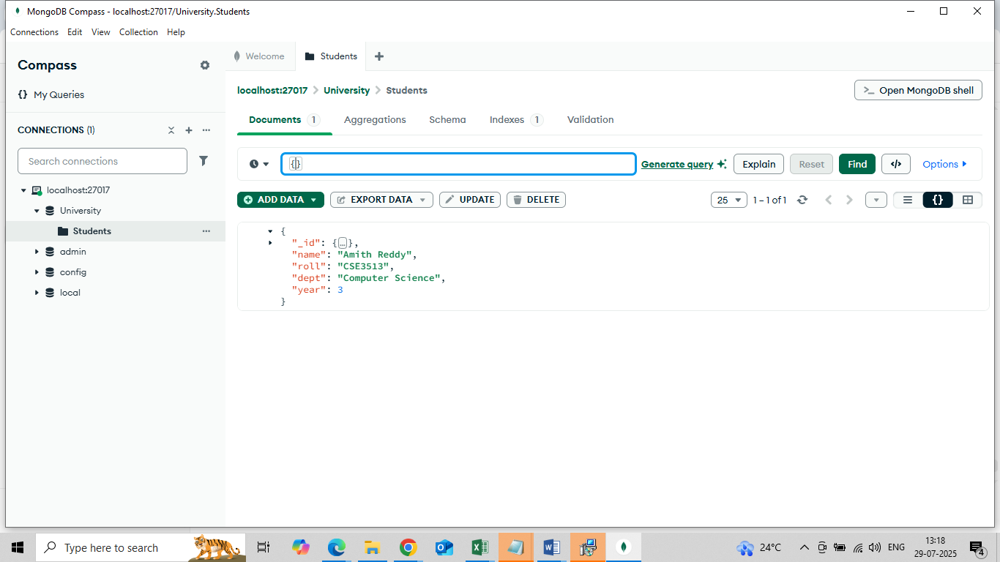 MongoDB Compass - localhost:27017/University.Students
Connections Edit View Collection Help
Compass
{} My Queries
CONNECTIONS (1)
Search connections
localhost:27017
University
Students
admin
config
local
Welcome
Students
localhost:27017 > University > Students
>_ Open MongoDB shell
Documents 1 Aggregations Schema Indexes 1 Validation
{} Generate query Explain Reset Find </> Options
ADD DATA EXPORT DATA UPDATE DELETE 25 1 – 1 of 1 {}
{
"_id": {…},
"name": "Amith Reddy",
"roll": "CSE3513",
"dept": "Computer Science",
"year": 3
}
Type here to search
24°C
ENG
13:18
29-07-2025
4